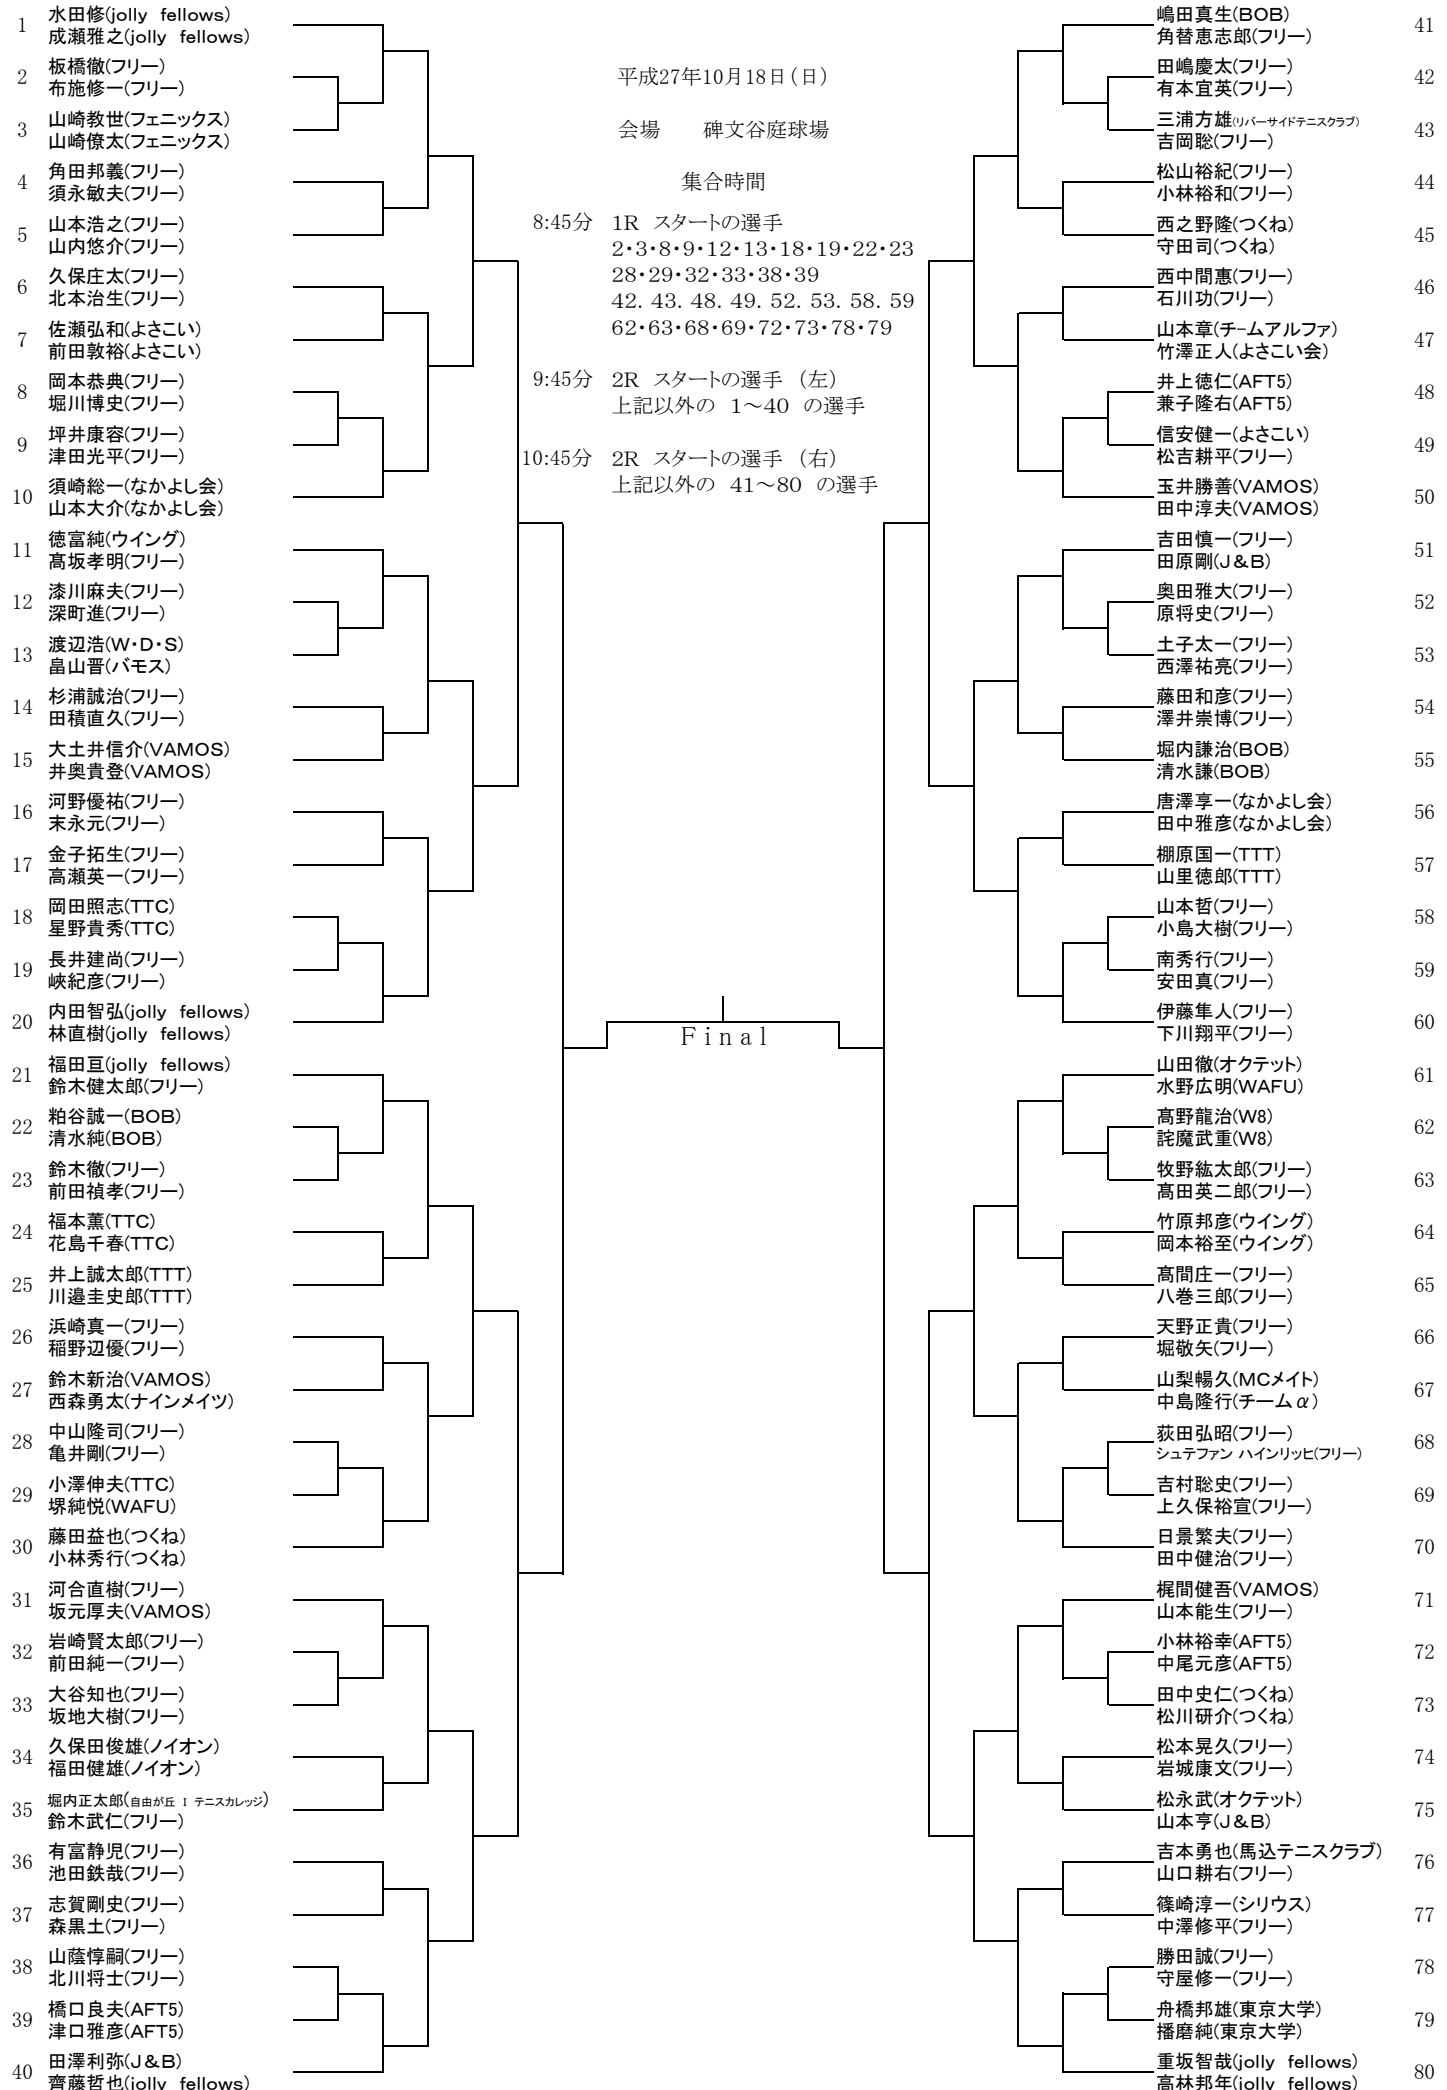 1
水田修(jolly fellows)
成瀬雅之(jolly fellows)
2
板橋徹(フリー)
布施修一(フリー)
3
山崎教世(フェニックス)
山崎僚太(フェニックス)
4
角田邦義(フリー)
須永敏夫(フリー)
5
山本浩之(フリー)
山内悠介(フリー)
6
久保庄太(フリー)
北本治生(フリー)
7
佐瀬弘和(よさこい)
前田敦裕(よさこい)
8
岡本恭典(フリー)
堀川博史(フリー)
9
坪井康容(フリー)
津田光平(フリー)
10
須崎総一(なかよし会)
山本大介(なかよし会)
11
徳富純(ウイング)
髙坂孝明(フリー)
12
漆川麻夫(フリー)
深町進(フリー)
13
渡辺浩(W・D・S)
畠山晋(バモス)
14
杉浦誠治(フリー)
田積直久(フリー)
15
大土井信介(VAMOS)
井奥貴登(VAMOS)
16
河野優祐(フリー)
末永元(フリー)
17
金子拓生(フリー)
高瀬英一(フリー)
18
岡田照志(TTC)
星野貴秀(TTC)
19
長井建尚(フリー)
峽紀彦(フリー)
20
内田智弘(jolly fellows)
林直樹(jolly fellows)
21
福田亘(jolly fellows)
鈴木健太郎(フリー)
22
粕谷誠一(BOB)
清水純(BOB)
23
鈴木徹(フリー)
前田禎孝(フリー)
24
福本薫(TTC)
花島千春(TTC)
25
井上誠太郎(TTT)
川邉圭史郎(TTT)
26
浜崎真一(フリー)
稲野辺優(フリー)
27
鈴木新治(VAMOS)
西森勇太(ナインメイツ)
28
中山隆司(フリー)
亀井剛(フリー)
29
小澤伸夫(TTC)
堺純悦(WAFU)
30
藤田益也(つくね)
小林秀行(つくね)
31
河合直樹(フリー)
坂元厚夫(VAMOS)
32
岩崎賢太郎(フリー)
前田純一(フリー)
33
大谷知也(フリー)
坂地大樹(フリー)
34
久保田俊雄(ノイオン)
福田健雄(ノイオン)
35
堀内正太郎(自由が丘 I テニスカレッジ)
鈴木武仁(フリー)
36
有富静児(フリー)
池田鉄哉(フリー)
37
志賀剛史(フリー)
森黒土(フリー)
38
山蔭惇嗣(フリー)
北川将士(フリー)
39
橋口良夫(AFT5)
津口雅彦(AFT5)
40
田澤利弥(J&B)
齊藤哲也(jolly fellows)
平成27年10月18日(日)
会場 碑文谷庭球場
集合時間
8:45分 1R スタートの選手
2・3・8・9・12・13・18・19・22・23
28・29・32・33・38・39
42. 43. 48. 49. 52. 53. 58. 59
62・63・68・69・72・73・78・79
9:45分 2R スタートの選手 (左)
上記以外の 1～40 の選手
10:45分 2R スタートの選手 (右)
上記以外の 41～80 の選手
Final
嶋田真生(BOB)
角替恵志郎(フリー)
41
田嶋慶太(フリー)
有本宜英(フリー)
42
三浦方雄(リバーサイドテニスクラブ)
吉岡聡(フリー)
43
松山裕紀(フリー)
小林裕和(フリー)
44
西之野隆(つくね)
守田司(つくね)
45
西中間惠(フリー)
石川功(フリー)
46
山本章(チームアルファ)
竹澤正人(よさこい会)
47
井上徳仁(AFT5)
兼子隆右(AFT5)
48
信安健一(よさこい)
松吉耕平(フリー)
49
玉井勝善(VAMOS)
田中淳夫(VAMOS)
50
吉田慎一(フリー)
田原剛(J&B)
51
奥田雅大(フリー)
原将史(フリー)
52
土子太一(フリー)
西澤祐亮(フリー)
53
藤田和彦(フリー)
澤井崇博(フリー)
54
堀内謙治(BOB)
清水謙(BOB)
55
唐澤享一(なかよし会)
田中雅彦(なかよし会)
56
棚原国一(TTT)
山里徳郎(TTT)
57
山本哲(フリー)
小島大樹(フリー)
58
南秀行(フリー)
安田真(フリー)
59
伊藤隼人(フリー)
下川翔平(フリー)
60
山田徹(オクテット)
水野広明(WAFU)
61
髙野龍治(W8)
詫魔武重(W8)
62
牧野紘太郎(フリー)
髙田英二郎(フリー)
63
竹原邦彦(ウイング)
岡本裕至(ウイング)
64
髙間庄一(フリー)
八巻三郎(フリー)
65
天野正貴(フリー)
堀敬矢(フリー)
66
山梨暢久(MCメイト)
中島隆行(チームα)
67
荻田弘昭(フリー)
シュテファン ハインリッヒ(フリー)
68
吉村聡史(フリー)
上久保裕宣(フリー)
69
日景繁夫(フリー)
田中健治(フリー)
70
梶間健吾(VAMOS)
山本能生(フリー)
71
小林裕幸(AFT5)
中尾元彦(AFT5)
72
田中史仁(つくね)
松川研介(つくね)
73
松本晃久(フリー)
岩城康文(フリー)
74
松永武(オクテット)
山本亨(J&B)
75
吉本勇也(馬込テニスクラブ)
山口耕右(フリー)
76
篠崎淳一(シリウス)
中澤修平(フリー)
77
勝田誠(フリー)
守屋修一(フリー)
78
舟橋邦雄(東京大学)
播磨純(東京大学)
79
重坂智哉(jolly fellows)
高林邦年(jolly fellows)
80